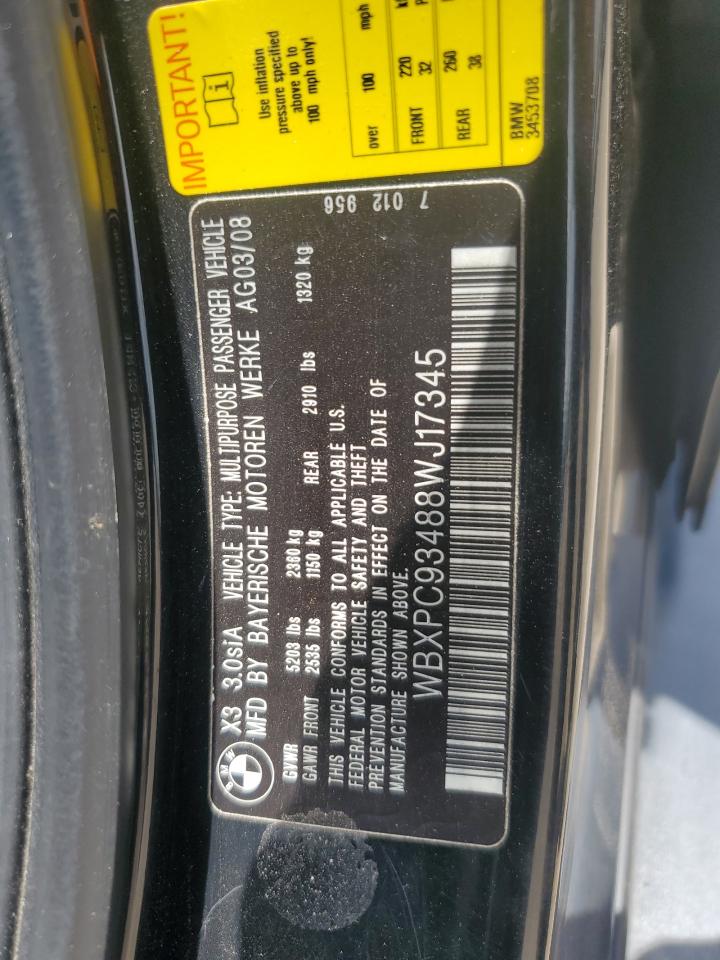 IMPORTANT!
Use inflation
pressure specified
above up to
100 mph only!
over 100 mph
220
FRONT 32
260
REAR 38
BMW
3453708
BMW
X3 3.0siA VEHICLE TYPE: MULTIPURPOSE PASSENGER VEHICLE
MFD BY BAYERISCHE MOTOREN WERKE AG03/08
GVWR 5203 lbs 2360 kg
GAWR FRONT 2535 lbs 1150 kg REAR 2910 lbs 1320 kg
THIS VEHICLE CONFORMS TO ALL APPLICABLE U.S.
FEDERAL MOTOR VEHICLE SAFETY AND THEFT
PREVENTION STANDARDS IN EFFECT ON THE DATE OF
MANUFACTURE SHOWN ABOVE.
WBXPC93488WJ17345
7 012 956